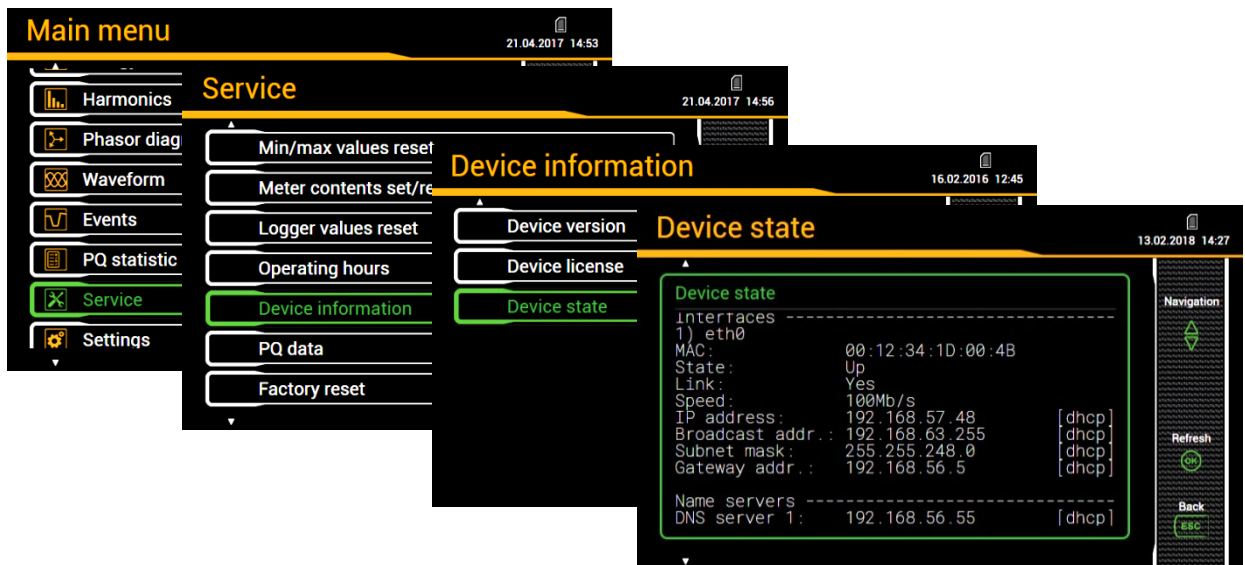 Main menu
21.04.2017 14:53
Harmonics
Phasor diag
Waveform
Events
PQ statistic
Service
Settings
Service
21.04.2017 14:56
Min/max values reset
Meter contents set/re
Logger values reset
Operating hours
Device information
PQ data
Factory reset
Device information
16.02.2016 12:45
Device version
Device license
Device state
Device state
13.02.2018 14:27
Device state
Interfaces ---------------------------------
1) eth0
MAC: 00:12:34:1D:00:4B
State: Up
Link: Yes
Speed: 100Mb/s
IP address: 192.168.57.48 [dhcp]
Broadcast addr.: 192.168.63.255 [dhcp]
Subnet mask: 255.255.248.0 [dhcp]
Gateway addr.: 192.168.56.5 [dhcp]
Name servers -------------------------------
DNS server 1: 192.168.56.55 [dhcp]
Navigation
Refresh
OK
Back
ESC